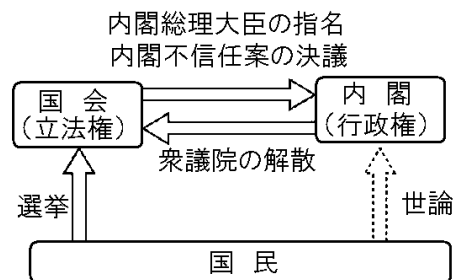 内閣総理大臣の指名
内閣不信任案の決議
国 会
（立法権）
内 閣
（行政権）
衆議院の解散
選挙
世論
国 民